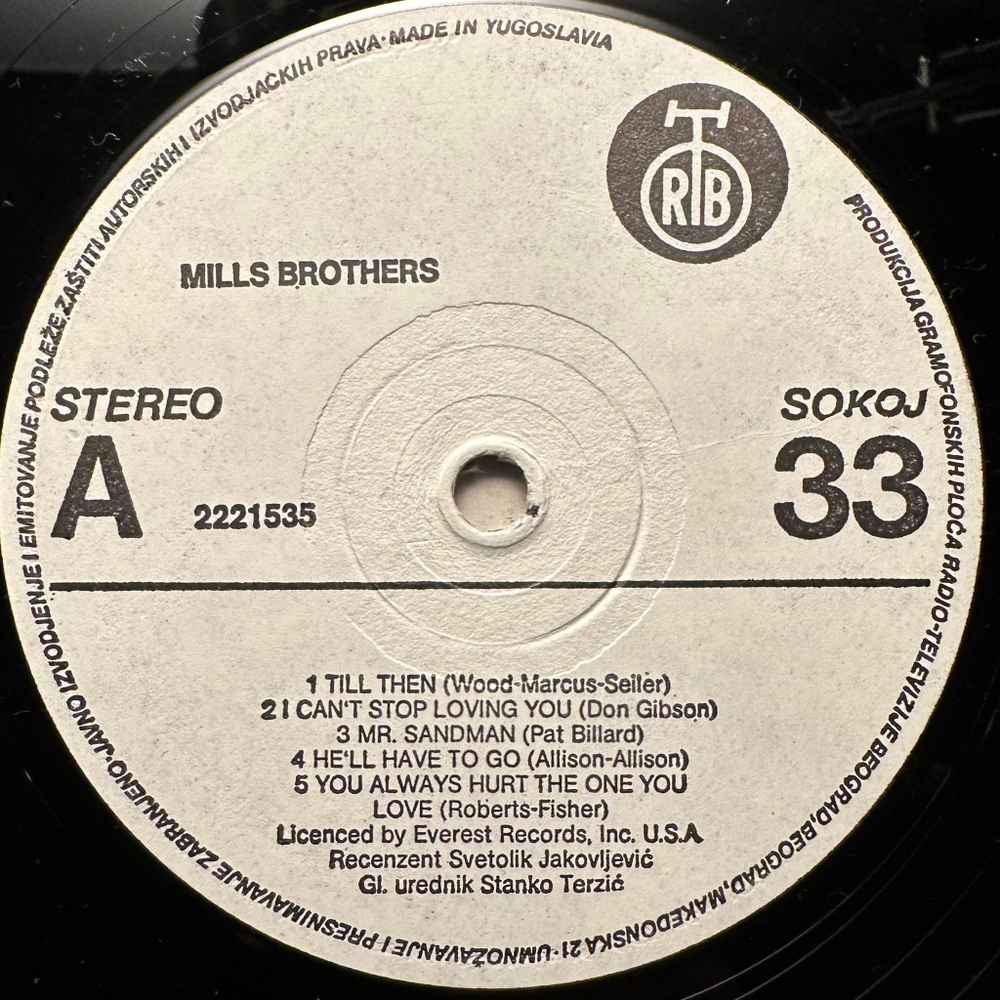 PRODUKCIJA GRAMOFONSKIH PLOČA RADIO-TELEVIZIJE BEOGRAD, BEOGRAD, MAKEDONSKA 21 · UMNOŽAVANJE I PRESNIMAVANJE ZABRANJENO · JAVNO IZVODJENJE I EMITOVANJE PODLEŽE ZAŠTITI AUTORSKIH I IZVODJAČKIH PRAVA · MADE IN YUGOSLAVIA
RTB
MILLS BROTHERS
STEREO
SOKOJ
A
2221535
33
1 TILL THEN (Wood-Marcus-Seiler)
2 I CAN'T STOP LOVING YOU (Don Gibson)
3 MR. SANDMAN (Pat Billard)
4 HE'LL HAVE TO GO (Allison-Allison)
5 YOU ALWAYS HURT THE ONE YOU
LOVE (Roberts-Fisher)
Licenced by Everest Records, Inc. U.S.A.
Recenzent Svetolik Jakovljević
Gl. urednik Stanko Terzić